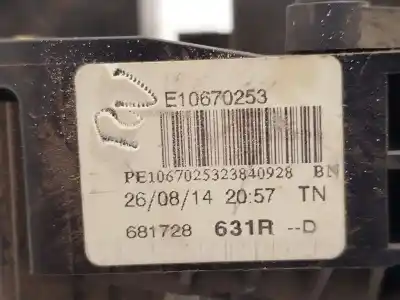 E10670253
PE1067025323840928 BN
26/08/14 20:57 TN
681728 631R --D